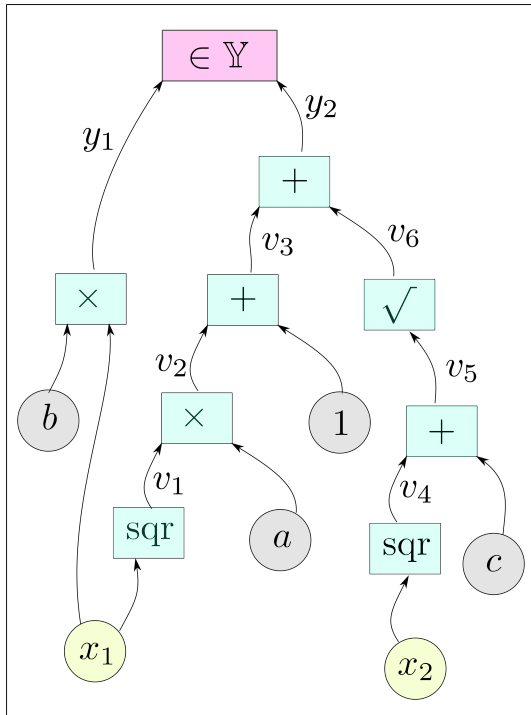 ∈ 𝕐
y₁
y₂
+
v₃
v₆
×
+
√
v₂
v₅
b
×
1
+
v₁
v₄
sqr
a
sqr
c
x₁
x₂